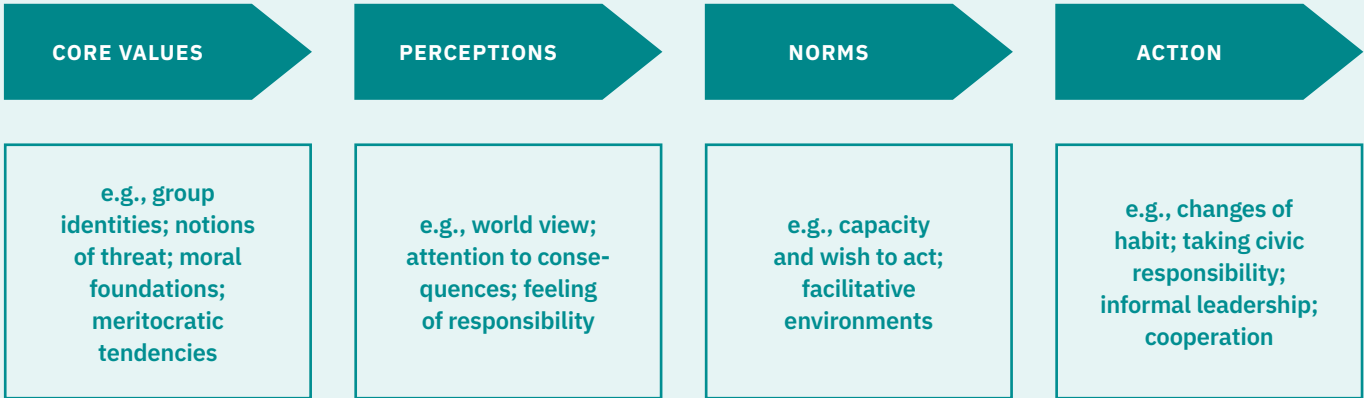 CORE VALUES
PERCEPTIONS
NORMS
ACTION
e.g., group
identities; notions
of threat; moral
foundations;
meritocratic
tendencies
e.g., world view;
attention to conse-
quences; feeling
of responsibility
e.g., capacity
and wish to act;
facilitative
environments
e.g., changes of
habit; taking civic
responsibility;
informal leadership;
cooperation